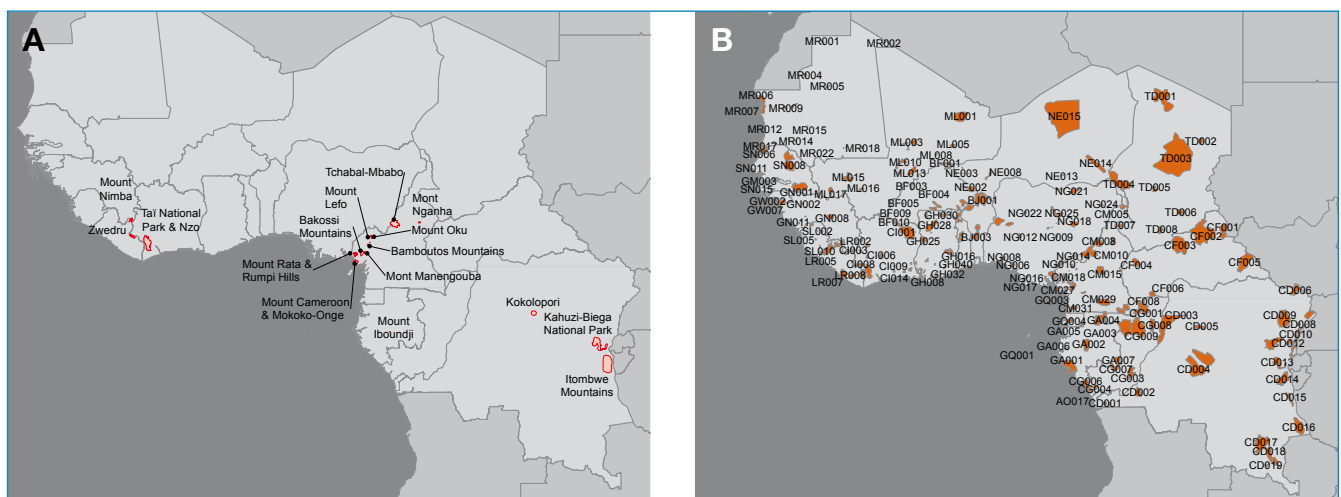 A
Tchabal-Mbabo
Mount
Lefo
Mont
Nganha
Mount
Nimba
Bakossi
Mountains
Mount Oku
Taï National
Park & Nzo
Zwedru
Bamboutos Mountains
Mount Rata &
Rumpi Hills
Mont Manengouba
Mount Cameroon
& Mokoko-Onge
Kokolopori
Mount
Iboundji
Kahuzi-Biega
National Park
Itombwe
Mountains
B
MR001
MR002
MR004
MR005
MR006
MR007
MR009
ML001
NE015
TD001
MR012
MR015
MR014
MR017
MR018
MR022
ML003
ML005
TD002
TD003
SN006
SN008
ML008
ML010
BF001
SN011
ML013
NE003
NE008
NE013
NE014
GM003
SN015
GN001
ML015
ML016
ML017
BF003
BF004
NE002
NG021
TD004
TD005
GW002
GW007
GN002
BF005
BJ001
NG024
GN011
GN008
BF009
BF010
GH030
GH028
NG022
NG025
NG018
CM005
TD006
TD007
TD008
CF001
CF002
SL002
SL005
CI001
GH025
BJ003
NG012
NG009
CM008
CF003
SL010
LR002
CI003
CI006
GH016
NG008
NG014
CM010
LR005
CI008
CI009
GH040
NG006
NG010
CF004
CF005
LR007
LR008
CI014
GH032
GH008
NG016
NG017
CM018
CM015
CM027
CF006
CD006
GQ003
CM029
CF008
CM031
CG001
CD003
CD009
GQ004
GA004
CG008
CD005
CD008
GA005
GA003
CG009
CD010
GA006
GA002
CD012
GQ001
GA001
GA007
CG007
CD004
CD013
CG006
CG003
CD014
CG004
CD002
AO017
CD001
CD015
CD016
CD017
CD018
CD019